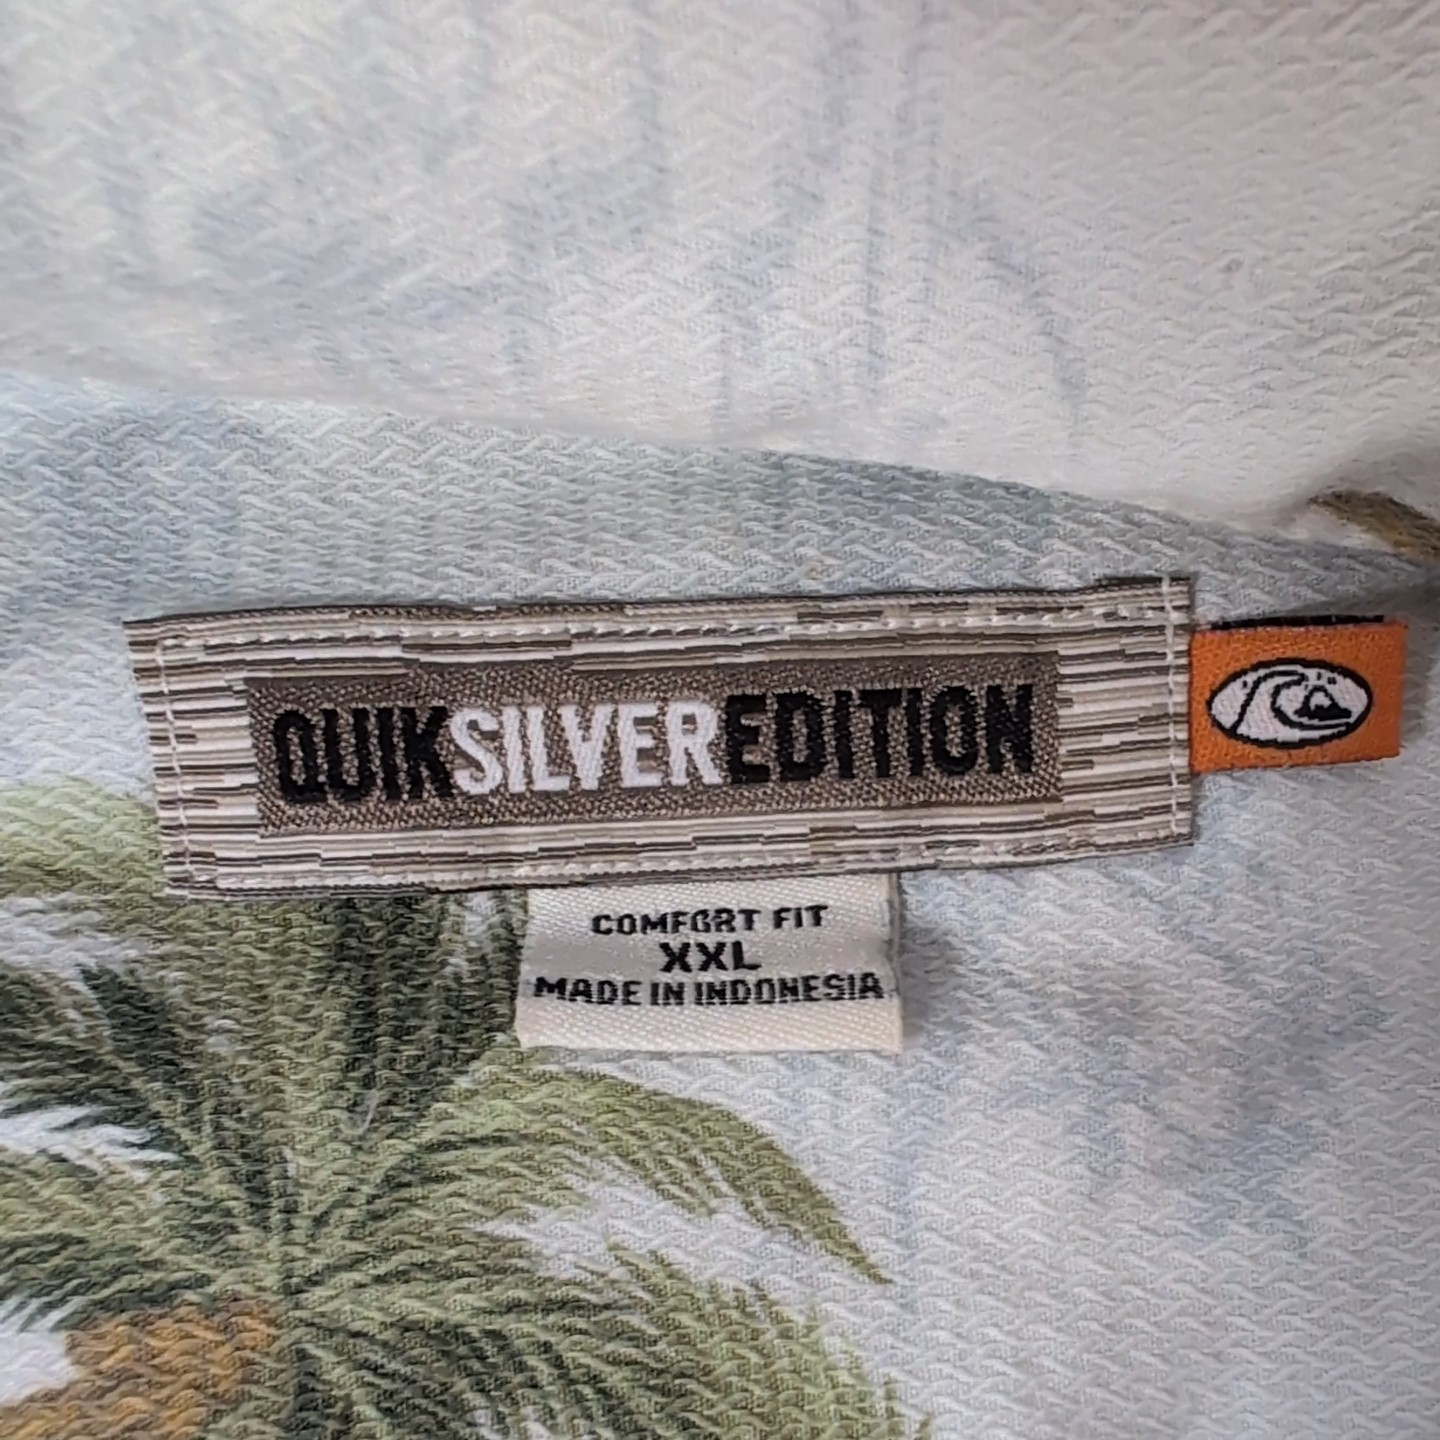 QUIKSILVEREDITION
COMFORT FIT
XXL
MADE IN INDONESIA